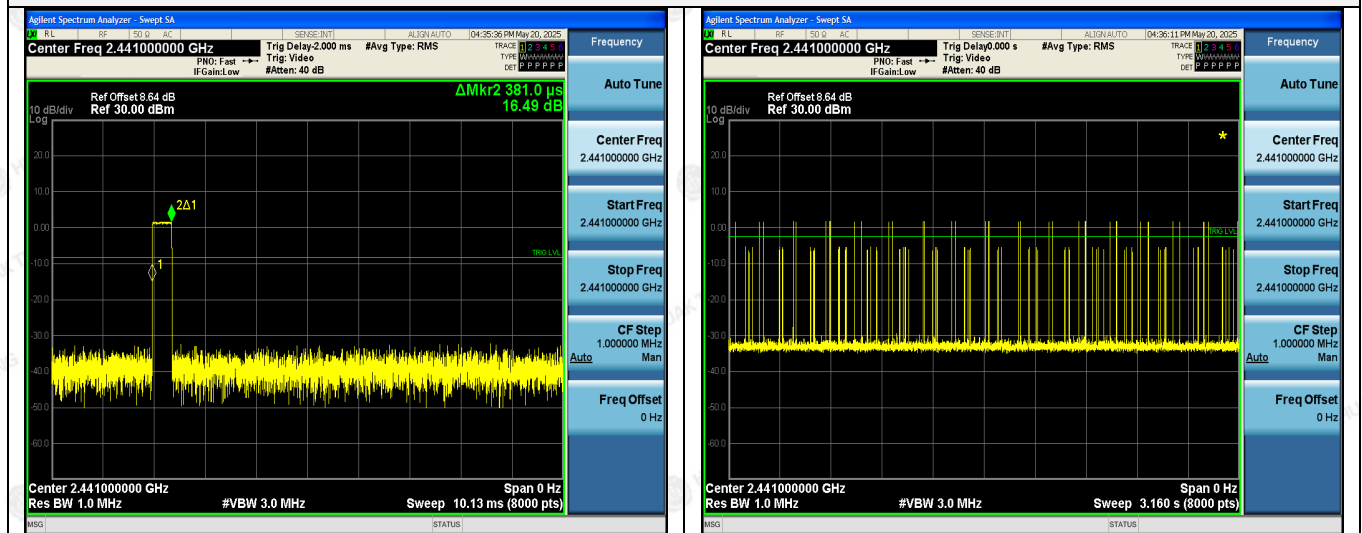 Agilent Spectrum Analyzer - Swept SA
LXI RL RF 50 Ω AC SENSE:INT ALIGN AUTO 04:35:36 PM May 20, 2025
Center Freq 2.441000000 GHz Trig Delay-2.000 ms #Avg Type: RMS TRACE 1 2 3 4 5 6
PNO: Fast Trig: Video TYPE W
IFGain:Low #Atten: 40 dB DET P P P P P P
ΔMkr2 381.0 µs
16.49 dB
Ref Offset 8.64 dB
10 dB/div Ref 30.00 dBm
Log
20.0
10.0
0.00
-10.0
-20.0
-30.0
-40.0
-50.0
-60.0
2Δ1
1
TRIG LVL
Center 2.441000000 GHz Span 0 Hz
Res BW 1.0 MHz #VBW 3.0 MHz Sweep 10.13 ms (8000 pts)
MSG STATUS
Frequency
Auto Tune
Center Freq
2.441000000 GHz
Start Freq
2.441000000 GHz
Stop Freq
2.441000000 GHz
CF Step
1.000000 MHz
Auto Man
Freq Offset
0 Hz
Agilent Spectrum Analyzer - Swept SA
LXI RL RF 50 Ω AC SENSE:INT ALIGN AUTO 04:36:11 PM May 20, 2025
Center Freq 2.441000000 GHz Trig Delay0.000 s #Avg Type: RMS TRACE 1 2 3 4 5 6
PNO: Fast Trig: Video TYPE W
IFGain:Low #Atten: 40 dB DET P P P P P P
Ref Offset 8.64 dB
10 dB/div Ref 30.00 dBm
Log
*
20.0
10.0
0.00
-10.0
-20.0
-30.0
-40.0
-50.0
-60.0
TRIG LVL
Center 2.441000000 GHz Span 0 Hz
Res BW 1.0 MHz #VBW 3.0 MHz Sweep 3.160 s (8000 pts)
MSG STATUS
Frequency
Auto Tune
Center Freq
2.441000000 GHz
Start Freq
2.441000000 GHz
Stop Freq
2.441000000 GHz
CF Step
1.000000 MHz
Auto Man
Freq Offset
0 Hz